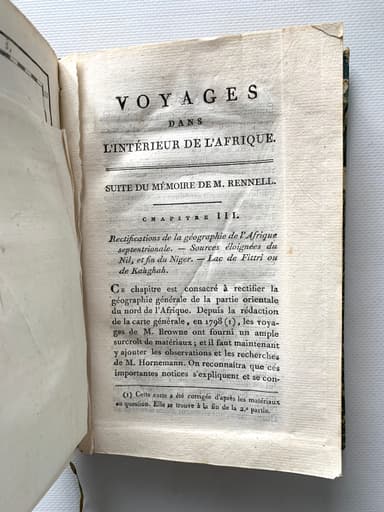 VOYAGES
DANS
L'INTÉRIEUR DE L'AFRIQUE.
SUITE DU MÉMOIRE DE M. RENNELL.
CHAPITRE III.
Rectifications de la géographie de l'Afrique
septentrionale. — Sources éloignées du
Nil, et fin du Niger. — Lac de Fittri ou
de Kaughah.
CE chapitre est consacré à rectifier la
géographie générale de la partie orientale
du nord de l'Afrique. Depuis la rédaction
de la carte générale, en 1798 (1), les voya-
ges de M. Browne ont fourni un ample
surcroît de matériaux; et il faut maintenant
y ajouter les observations et les recherches
de M. Hornemann. On reconnaîtra que ces
importantes notices s'expliquent et se con-
(1) Cette carte a été corrigée d'après les matériaux
en question. Elle se trouve à la fin de la 2.e partie.